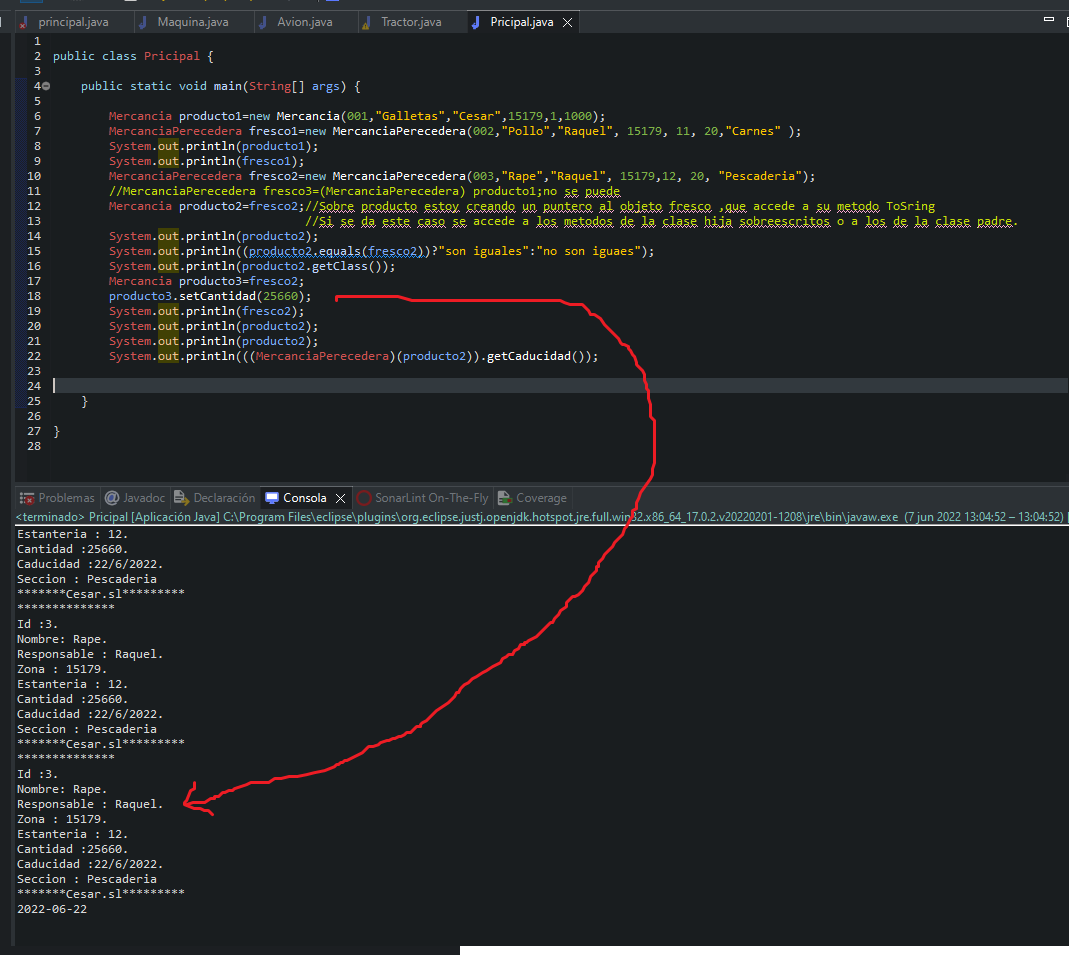 principal.java Maquina.java Avion.java Tractor.java Pricipal.java
1
2 public class Pricipal {
3
4 public static void main(String[] args) {
5
6 Mercancia producto1=new Mercancia(001,"Galletas","Cesar",15179,1,1000);
7 MercanciaPerecedera fresco1=new MercanciaPerecedera(002,"Pollo","Raquel", 15179, 11, 20,"Carnes" );
8 System.out.println(producto1);
9 System.out.println(fresco1);
10 MercanciaPerecedera fresco2=new MercanciaPerecedera(003,"Rape","Raquel", 15179,12, 20, "Pescaderia");
11 //MercanciaPerecedera fresco3=(MercanciaPerecedera) producto1;no se puede
12 Mercancia producto2=fresco2;//Sobre producto estoy creando un puntero al objeto fresco ,que accede a su metodo ToSring
13 //Si se da este caso se accede a los metodos de la clase hija sobreescritos o a los de la clase padre.
14 System.out.println(producto2);
15 System.out.println((producto2.equals(fresco2))?"son iguales":"no son iguaes");
16 System.out.println(producto2.getClass());
17 Mercancia producto3=fresco2;
18 producto3.setCantidad(25660);
19 System.out.println(fresco2);
20 System.out.println(producto2);
21 System.out.println(producto2);
22 System.out.println(((MercanciaPerecedera)(producto2)).getCaducidad());
23
24
25 }
26
27 }
28
Problemas Javadoc Declaración Consola SonarLint On-The-Fly Coverage
<terminado> Pricipal [Aplicación Java] C:\Program Files\eclipse\plugins\org.eclipse.justj.openjdk.hotspot.jre.full.win32.x86_64_17.0.2.v20220201-1208\jre\bin\javaw.exe (7 jun 2022 13:04:52 – 13:04:52)
Estanteria : 12.
Cantidad :25660.
Caducidad :22/6/2022.
Seccion : Pescaderia
*******Cesar.sl*********
**************
Id :3.
Nombre: Rape.
Responsable : Raquel.
Zona : 15179.
Estanteria : 12.
Cantidad :25660.
Caducidad :22/6/2022.
Seccion : Pescaderia
*******Cesar.sl*********
**************
Id :3.
Nombre: Rape.
Responsable : Raquel.
Zona : 15179.
Estanteria : 12.
Cantidad :25660.
Caducidad :22/6/2022.
Seccion : Pescaderia
*******Cesar.sl*********
2022-06-22